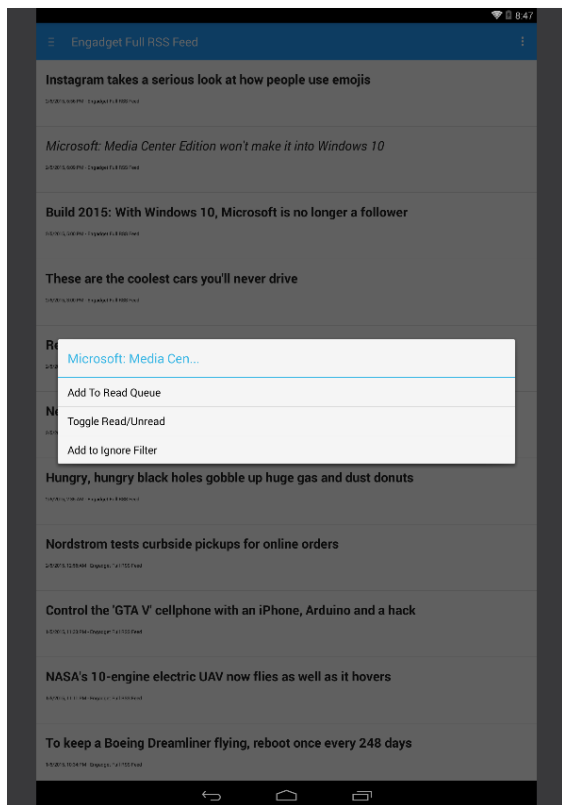 8:47
Engadget Full RSS Feed
Instagram takes a serious look at how people use emojis
Microsoft: Media Center Edition won't make it into Windows 10
Build 2015: With Windows 10, Microsoft is no longer a follower
These are the coolest cars you'll never drive
Re
Microsoft: Media Cen...
Add To Read Queue
Ne
Toggle Read/Unread
Add to Ignore Filter
Hungry, hungry black holes gobble up huge gas and dust donuts
Nordstrom tests curbside pickups for online orders
Control the 'GTA V' cellphone with an iPhone, Arduino and a hack
NASA's 10-engine electric UAV now flies as well as it hovers
To keep a Boeing Dreamliner flying, reboot once every 248 days